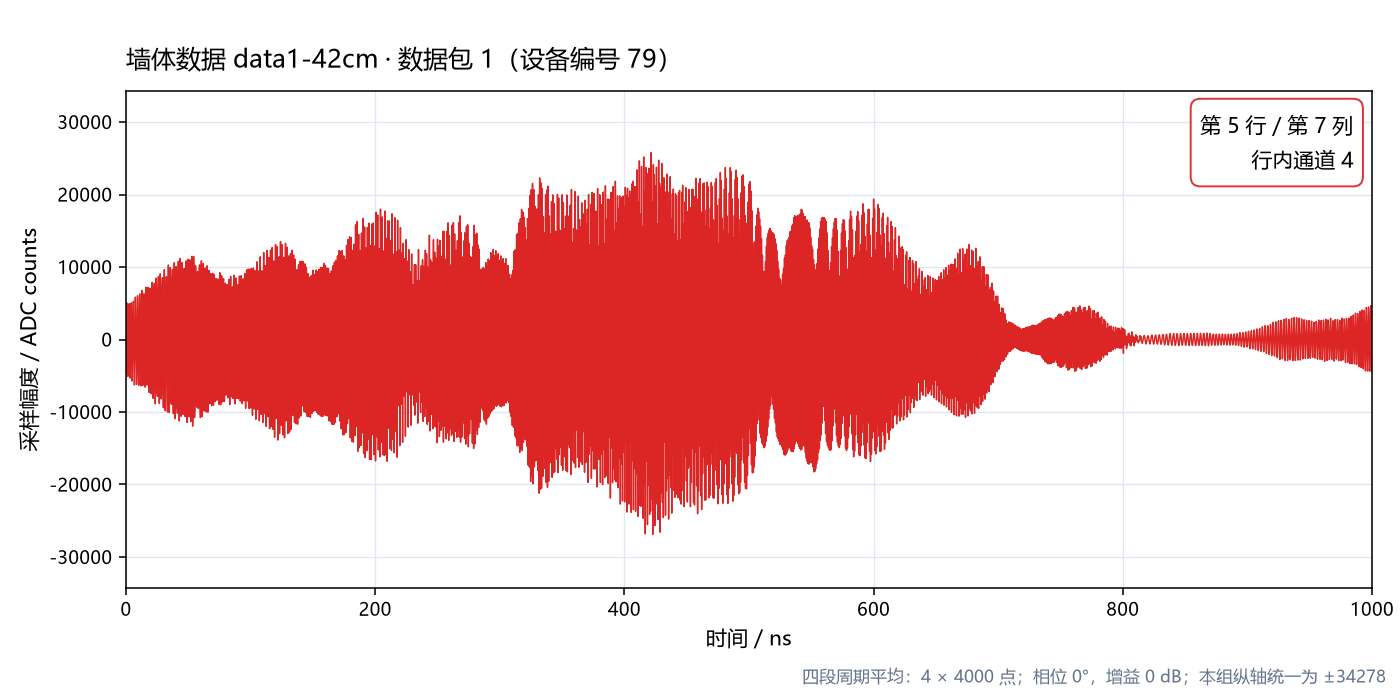 墙体数据 data1-42cm · 数据包 1（设备编号 79）
第 5 行 / 第 7 列
行内通道 4
采样幅度 / ADC counts
30000
20000
10000
0
-10000
-20000
-30000
0 200 400 600 800 1000
时间 / ns
四段周期平均：4 × 4000 点；相位 0°，增益 0 dB；本组纵轴统一为 ±34278